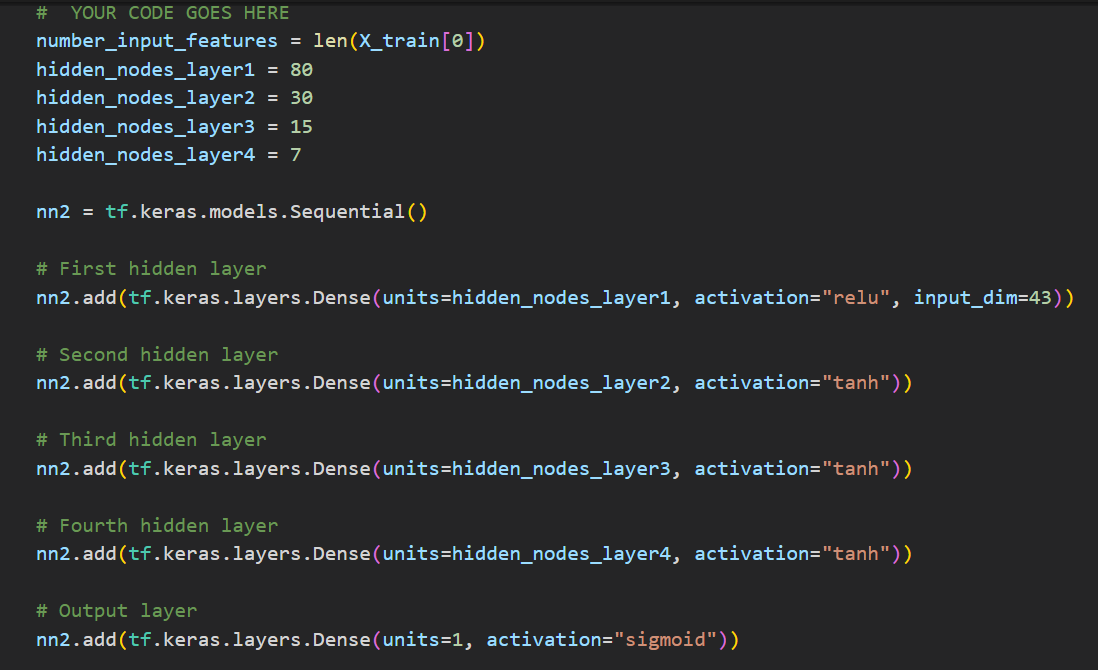 #  YOUR CODE GOES HERE
number_input_features = len(X_train[0])
hidden_nodes_layer1 = 80
hidden_nodes_layer2 = 30
hidden_nodes_layer3 = 15
hidden_nodes_layer4 = 7
nn2 = tf.keras.models.Sequential()
# First hidden layer
nn2.add(tf.keras.layers.Dense(units=hidden_nodes_layer1, activation="relu", input_dim=43))
# Second hidden layer
nn2.add(tf.keras.layers.Dense(units=hidden_nodes_layer2, activation="tanh"))
# Third hidden layer
nn2.add(tf.keras.layers.Dense(units=hidden_nodes_layer3, activation="tanh"))
# Fourth hidden layer
nn2.add(tf.keras.layers.Dense(units=hidden_nodes_layer4, activation="tanh"))
# Output layer
nn2.add(tf.keras.layers.Dense(units=1, activation="sigmoid"))